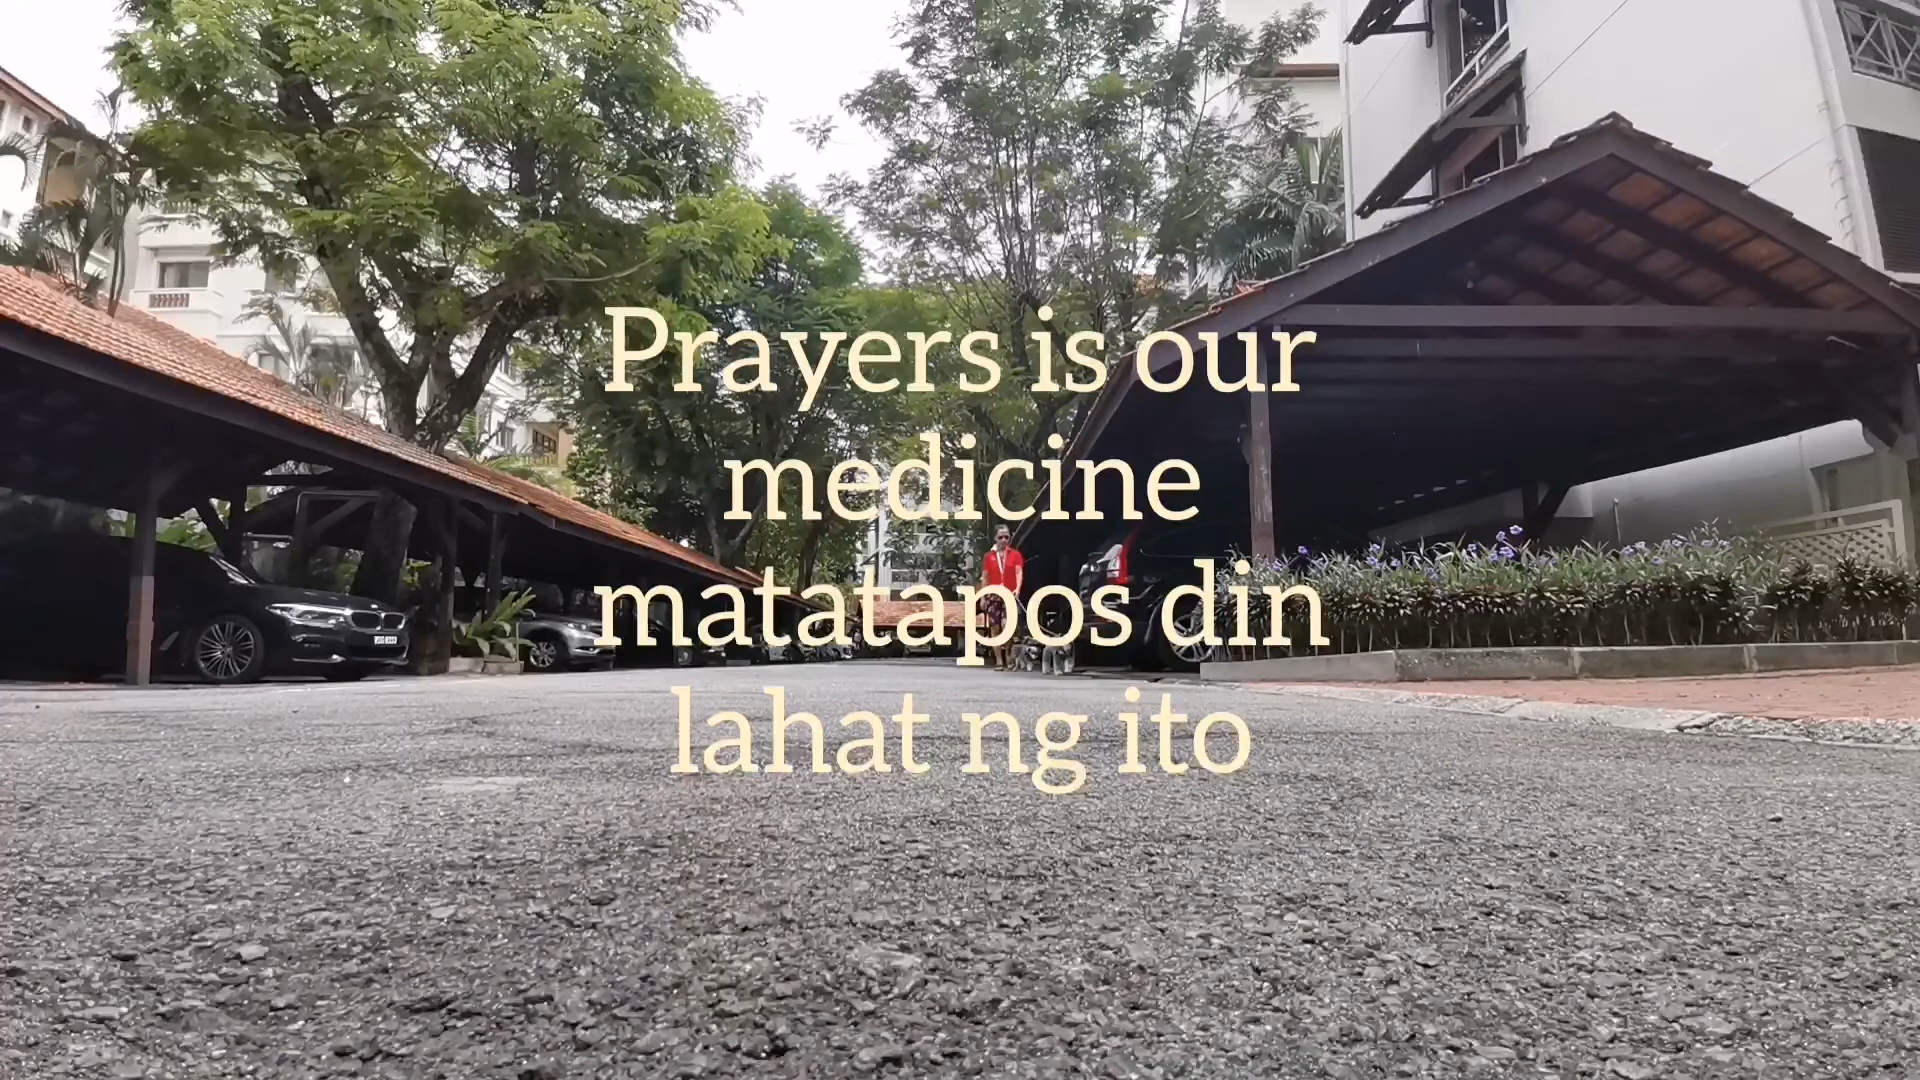 Prayers is our
medicine
matatapos din
lahat ng ito